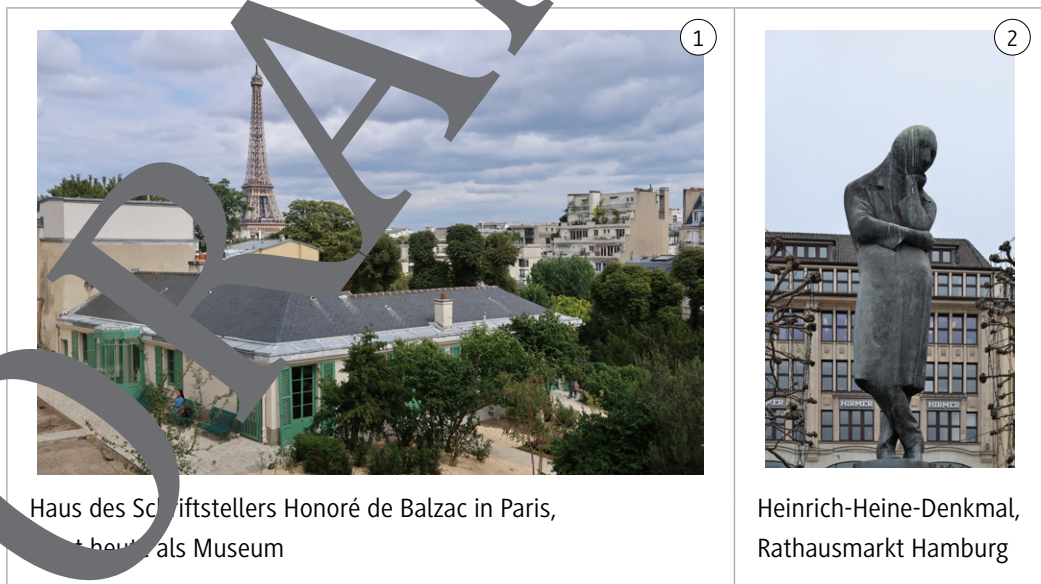 1
2
HIRMER
HIRMER
Haus des Schriftstellers Honoré de Balzac in Paris,
heute als Museum
Heinrich-Heine-Denkmal,
Rathausmarkt Hamburg